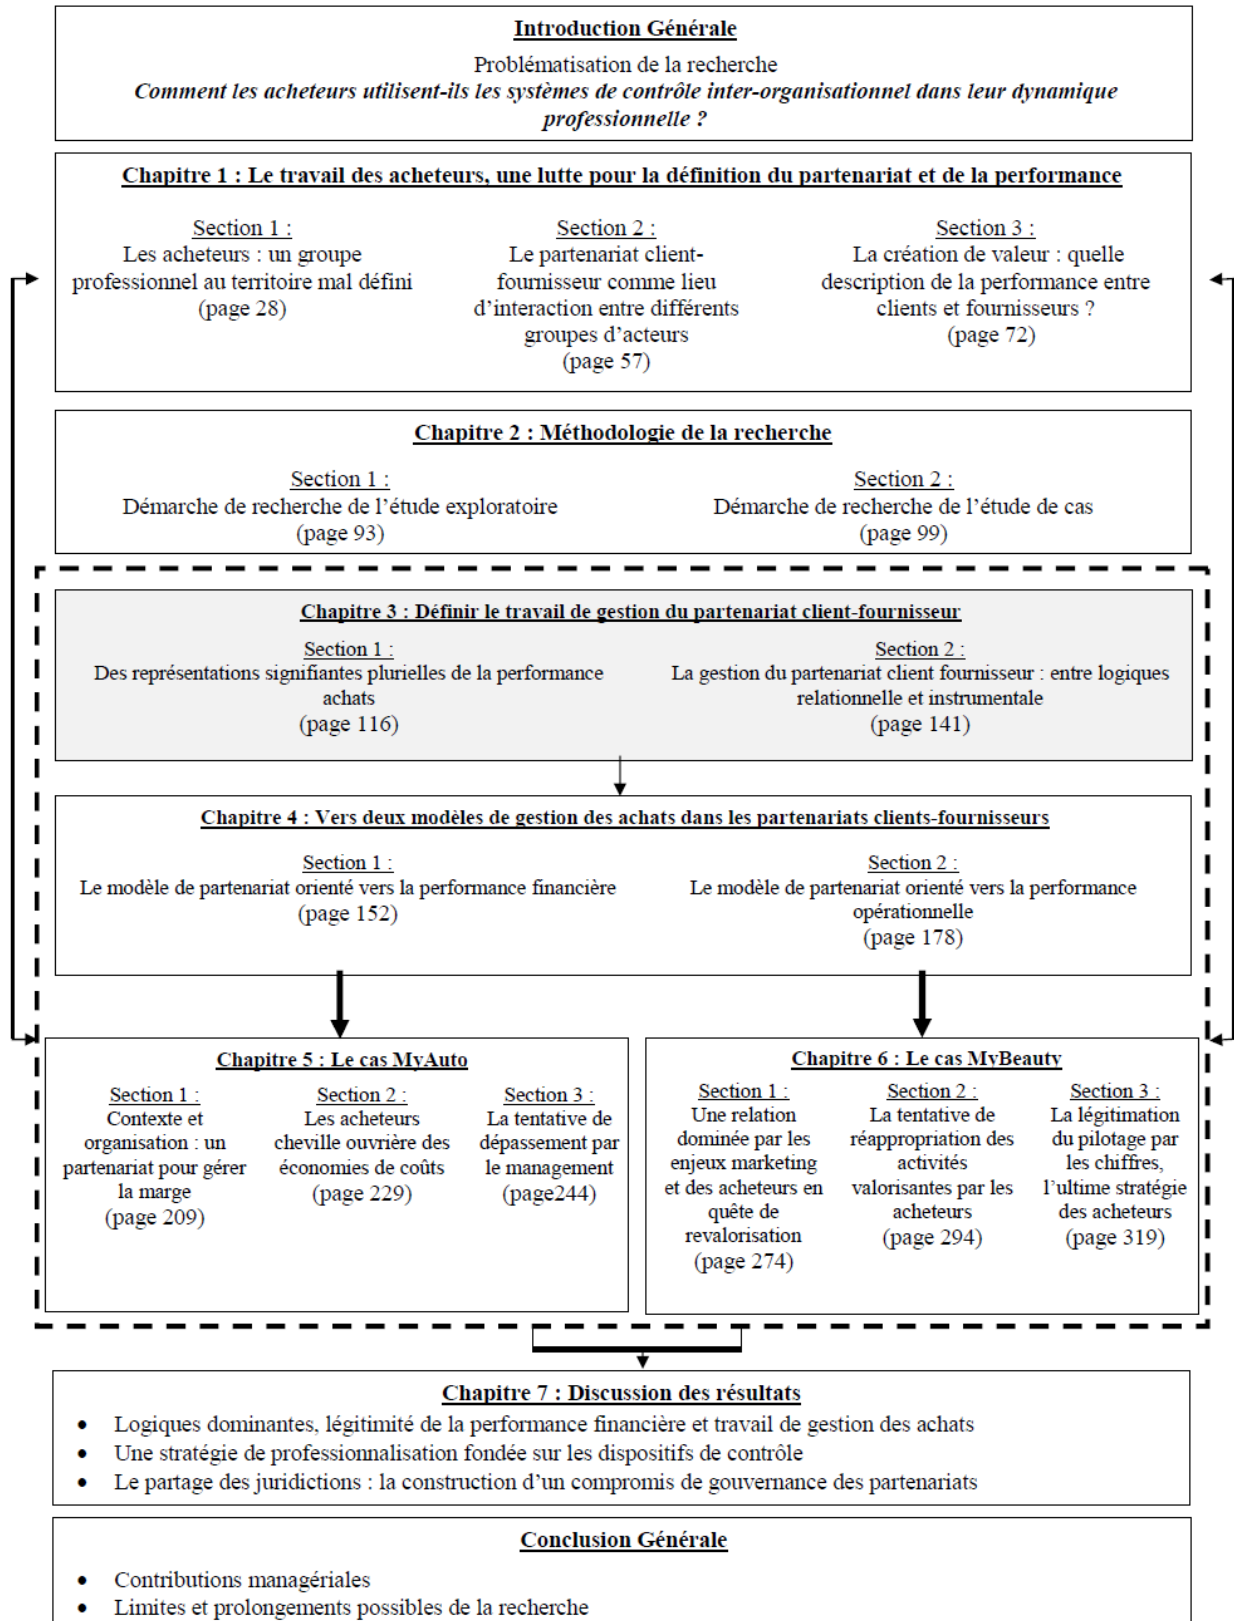 Introduction Générale
Problématisation de la recherche
Comment les acheteurs utilisent-ils les systèmes de contrôle inter-organisationnel dans leur dynamique
professionnelle ?
Chapitre 1 : Le travail des acheteurs, une lutte pour la définition du partenariat et de la performance
Section 1 :
Les acheteurs : un groupe
professionnel au territoire mal défini
(page 28)
Section 2 :
Le partenariat client-
fournisseur comme lieu
d’interaction entre différents
groupes d’acteurs
(page 57)
Section 3 :
La création de valeur : quelle
description de la performance entre
clients et fournisseurs ?
(page 72)
Chapitre 2 : Méthodologie de la recherche
Section 1 :
Démarche de recherche de l’étude exploratoire
(page 93)
Section 2 :
Démarche de recherche de l’étude de cas
(page 99)
Chapitre 3 : Définir le travail de gestion du partenariat client-fournisseur
Section 1 :
Des représentations signifiantes plurielles de la performance
achats
(page 116)
Section 2 :
La gestion du partenariat client fournisseur : entre logiques
relationnelle et instrumentale
(page 141)
Chapitre 4 : Vers deux modèles de gestion des achats dans les partenariats clients-fournisseurs
Section 1 :
Le modèle de partenariat orienté vers la performance financière
(page 152)
Section 2 :
Le modèle de partenariat orienté vers la performance
opérationnelle
(page 178)
Chapitre 5 : Le cas MyAuto
Section 1 :
Contexte et
organisation : un
partenariat pour gérer
la marge
(page 209)
Section 2 :
Les acheteurs
cheville ouvrière des
économies de coûts
(page 229)
Section 3 :
La tentative de
dépassement par
le management
(page244)
Chapitre 6 : Le cas MyBeauty
Section 1 :
Une relation
dominée par les
enjeux marketing
et des acheteurs en
quête de
revalorisation
(page 274)
Section 2 :
La tentative de
réappropriation des
activités
valorisantes par les
acheteurs
(page 294)
Section 3 :
La légitimation
du pilotage par
les chiffres,
l’ultime stratégie
des acheteurs
(page 319)
Chapitre 7 : Discussion des résultats
• Logiques dominantes, légitimité de la performance financière et travail de gestion des achats
• Une stratégie de professionnalisation fondée sur les dispositifs de contrôle
• Le partage des juridictions : la construction d’un compromis de gouvernance des partenariats
Conclusion Générale
• Contributions managériales
• Limites et prolongements possibles de la recherche